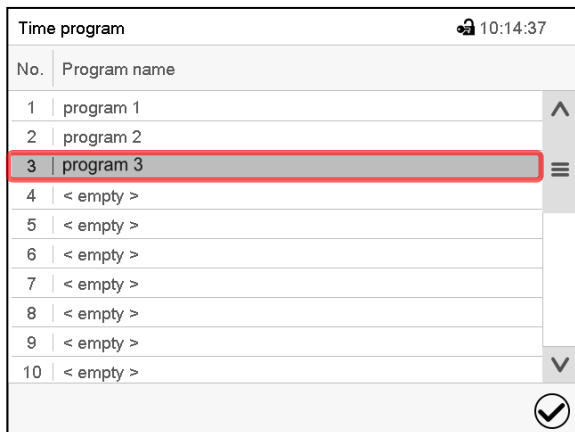 Time program 10:14:37
No. Program name
1 program 1
2 program 2
3 program 3
4 < empty >
5 < empty >
6 < empty >
7 < empty >
8 < empty >
9 < empty >
10 < empty >